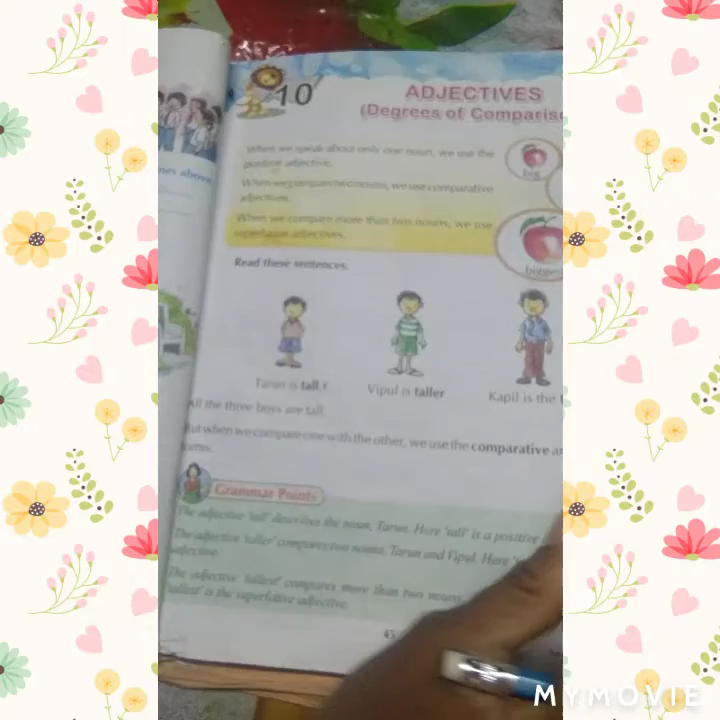 10
ADJECTIVES
(Degrees of Comparis
nes above
When we speak about only one noun, we use the
positive adjective.
big
When we compare two nouns, we use comparative
adjectives.
When we compare more than two nouns, we use
superlative adjectives.
biggest
Read these sentences.
Tarun is tall
Vipul is taller
Kapil is the
All the three boys are tall.
But when we compare one with the other, we use the comparative an
forms.
Grammar Points
The adjective 'tall' describes the noun, Tarun. Here 'tall' is a positive
The adjective 'taller' compares two nouns, Tarun and Vipul. Here
adjective.
The adjective 'tallest' compares more than two nouns
'tallest' is the superlative adjective.
45
MYMOVIE